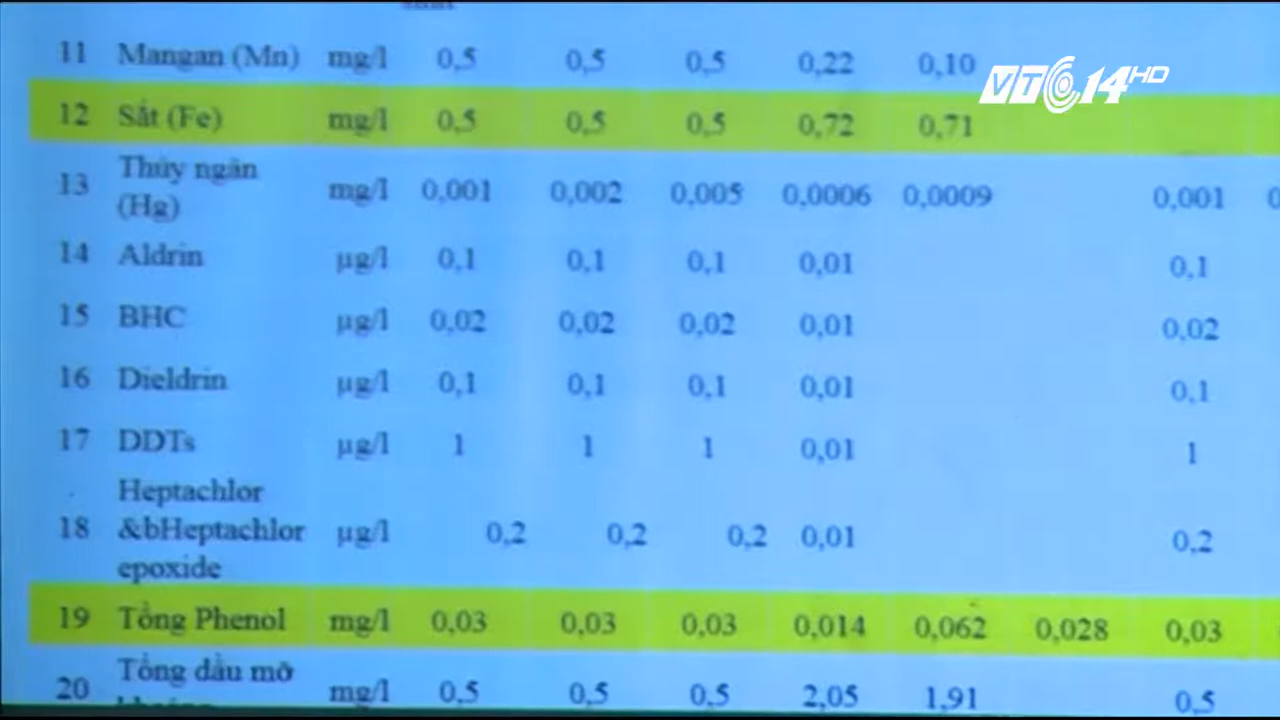 11 Mangan (Mn) mg/l 0,5 0,5 0,5 0,22 0,10
VTC14HD
12 Sắt (Fe) mg/l 0,5 0,5 0,5 0,72 0,71
Thủy ngân
13 (Hg) mg/l 0,001 0,002 0,005 0,0006 0,0009 0,001
14 Aldrin µg/l 0,1 0,1 0,1 0,01 0,1
15 BHC µg/l 0,02 0,02 0,02 0,01 0,02
16 Dieldrin µg/l 0,1 0,1 0,1 0,01 0,1
17 DDTs µg/l 1 1 1 0,01 1
Heptachlor
18 &bHeptachlor µg/l 0,2 0,2 0,2 0,01 0,2
epoxide
19 Tổng Phenol mg/l 0,03 0,03 0,03 0,014 0,062 0,028 0,03
Tổng dầu mỡ
20 mg/l 0,5 0,5 0,5 2,05 1,91 0,5